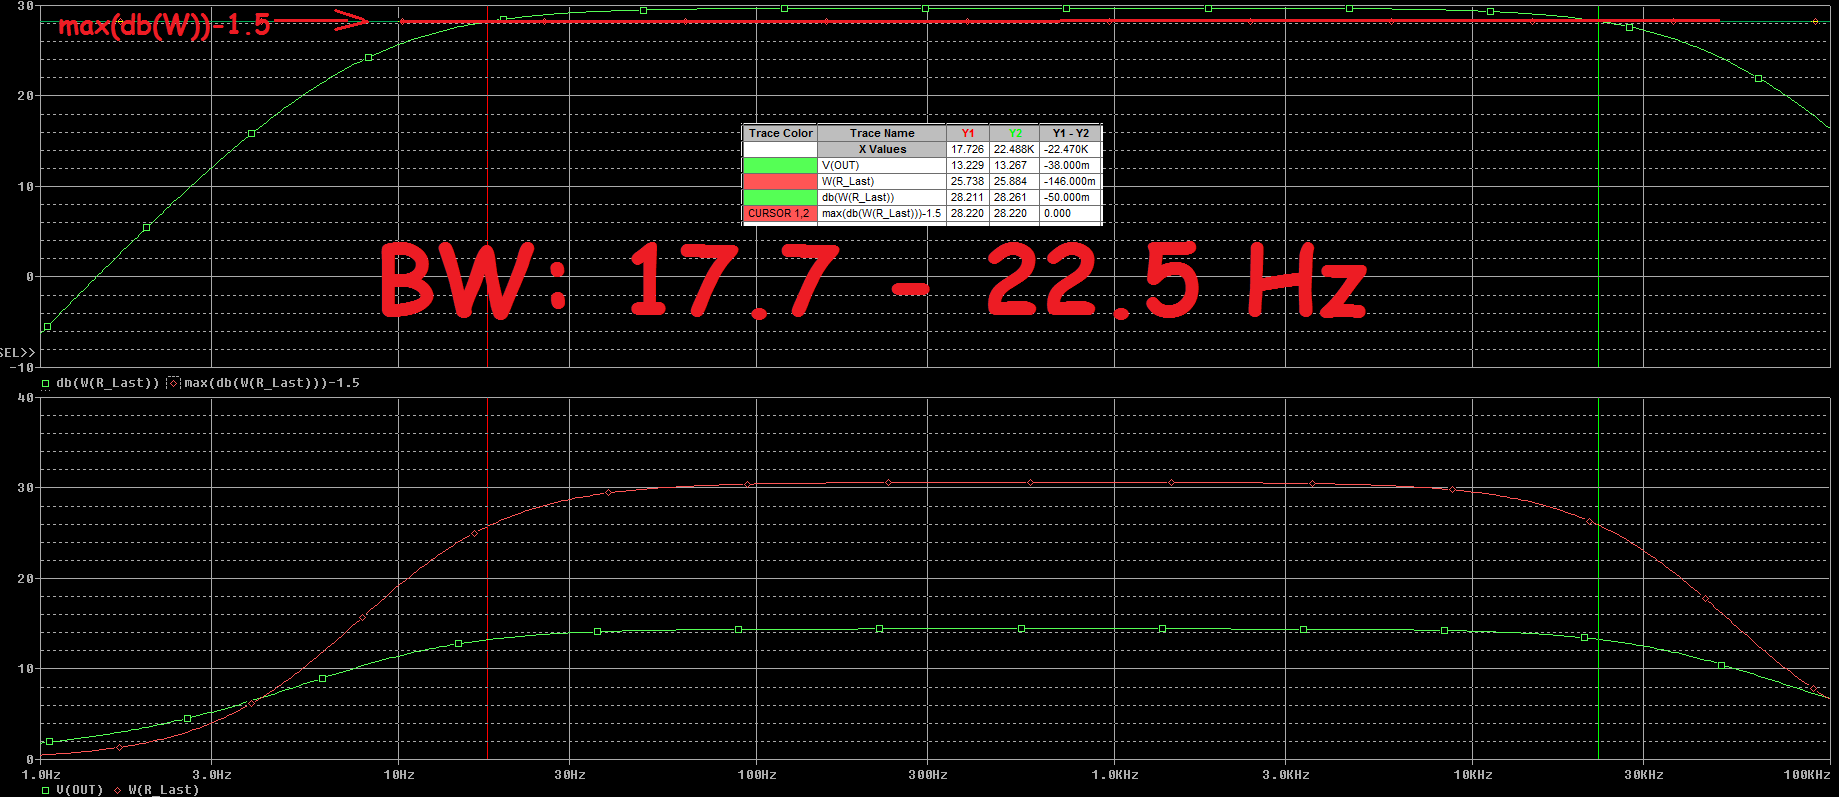 30
max(db(W))-1.5
20
Trace Color Trace Name Y1 Y2 Y1 - Y2
X Values 17.726 22.488K -22.470K
V(OUT) 13.229 13.267 -38.000m
W(R_Last) 25.738 25.884 -146.000m
db(W(R_Last)) 28.211 28.261 -50.000m
CURSOR 1,2 max(db(W(R_Last)))-1.5 28.220 28.220 0.000
10
BW: 17.7 - 22.5 Hz
0
SEL>>
-10
db(W(R_Last)) max(db(W(R_Last)))-1.5
40
30
20
10
0
1.0Hz 3.0Hz 10Hz 30Hz 100Hz 300Hz 1.0KHz 3.0KHz 10KHz 30KHz 100KHz
V(OUT) W(R_Last)